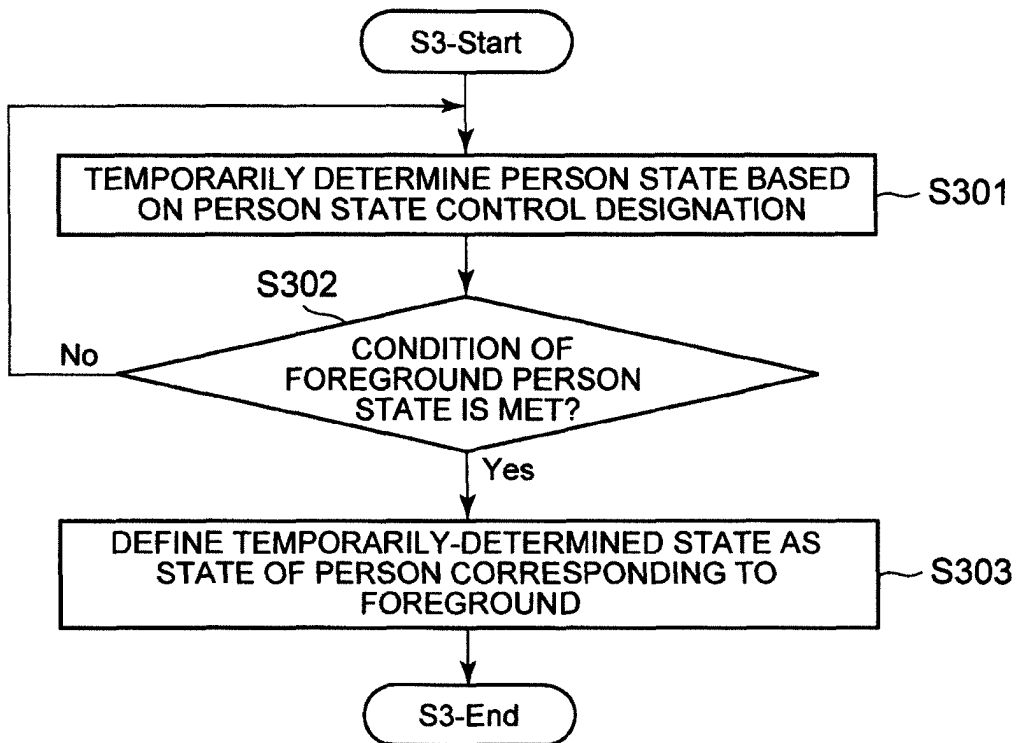 S3-Start
TEMPORARILY DETERMINE PERSON STATE BASED
ON PERSON STATE CONTROL DESIGNATION
S301
S302
No
CONDITION OF
FOREGROUND PERSON
STATE IS MET?
Yes
DEFINE TEMPORARILY-DETERMINED STATE AS
STATE OF PERSON CORRESPONDING TO
FOREGROUND
S303
S3-End